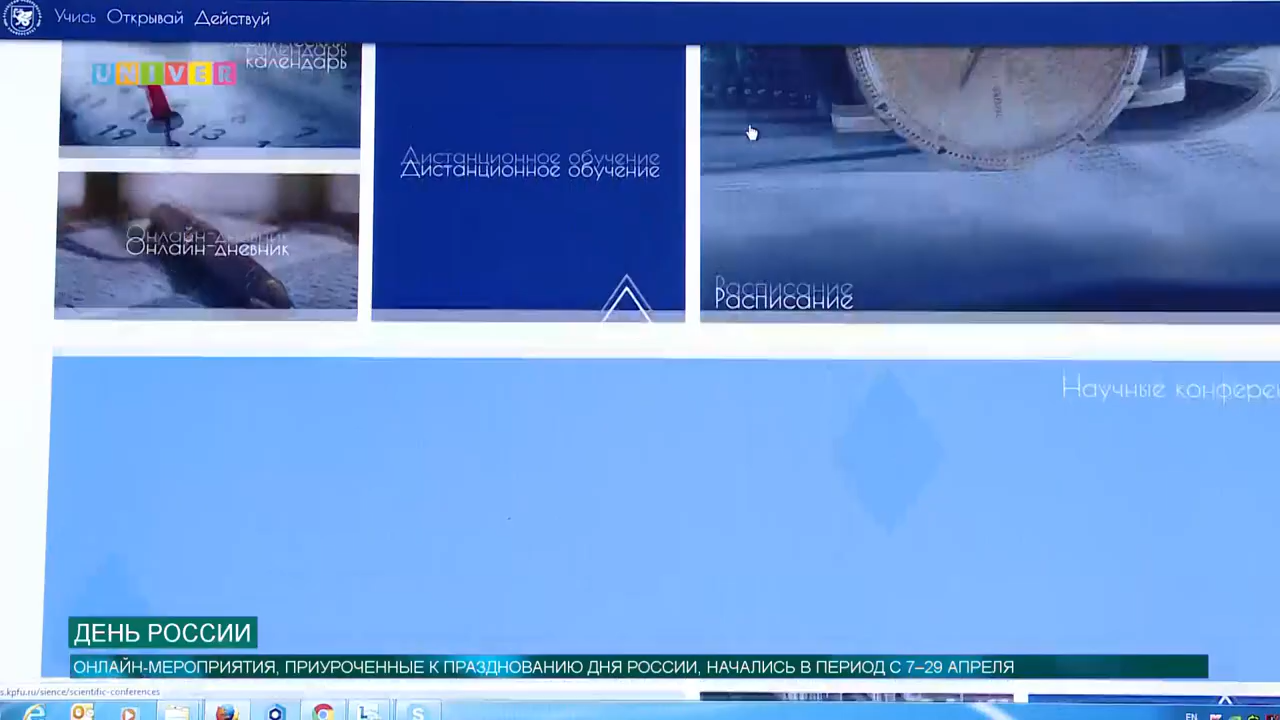 Учись Открывай Действуй
UNIVER
календарь
Дистанционное обучение
Онлайн-дневник
Расписание
Научные конферен
ДЕНЬ РОССИИ
ОНЛАЙН-МЕРОПРИЯТИЯ, ПРИУРОЧЕННЫЕ К ПРАЗДНОВАНИЮ ДНЯ РОССИИ, НАЧАЛИСЬ В ПЕРИОД С 7–29 АПРЕЛЯ
s.kpfu.ru/sience/scientific-conferences
EN